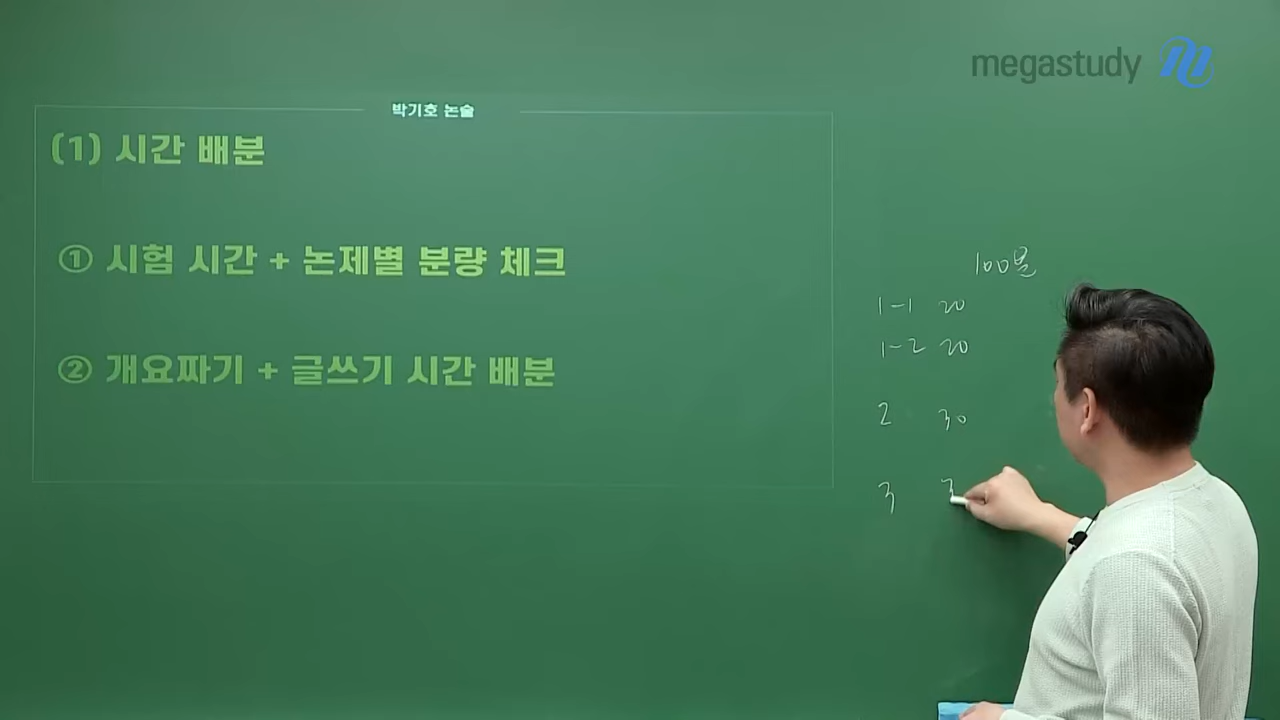 megastudy
박기호 논술
(1) 시간 배분
① 시험 시간 + 논제별 분량 체크
② 개요짜기 + 글쓰기 시간 배분
100분
1-1 20
1-2 20
2 30
3 3